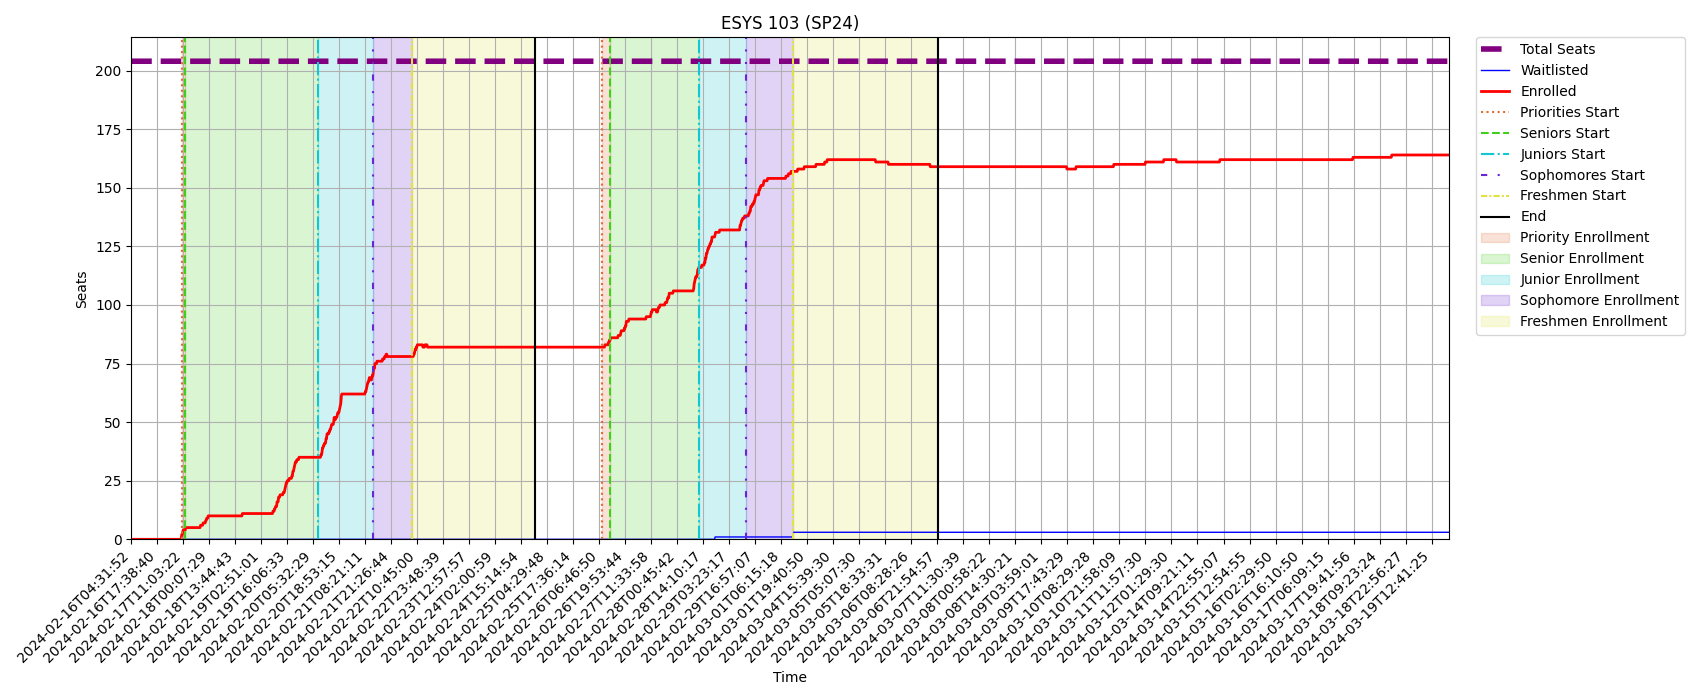 ESYS 103 (SP24)
Seats
200
175
150
125
100
75
50
25
0
2024-02-16T04:31:52
2024-02-16T17:38:40
2024-02-17T11:03:22
2024-02-18T00:07:29
2024-02-18T13:44:43
2024-02-19T02:51:01
2024-02-19T16:06:33
2024-02-20T05:32:29
2024-02-20T18:53:15
2024-02-21T08:21:11
2024-02-21T21:26:44
2024-02-22T10:45:00
2024-02-22T23:48:39
2024-02-23T12:57:57
2024-02-24T02:00:59
2024-02-24T15:14:54
2024-02-25T04:29:48
2024-02-25T17:36:14
2024-02-26T06:46:50
2024-02-26T19:53:44
2024-02-27T11:33:58
2024-02-28T00:45:42
2024-02-28T14:10:17
2024-02-29T03:23:17
2024-02-29T16:57:07
2024-03-01T06:15:18
2024-03-01T19:40:50
2024-03-04T15:39:30
2024-03-05T05:07:30
2024-03-05T18:33:31
2024-03-06T08:28:26
2024-03-06T21:54:57
2024-03-07T11:30:39
2024-03-08T00:58:22
2024-03-08T14:30:21
2024-03-09T03:59:01
2024-03-09T17:43:29
2024-03-10T08:29:28
2024-03-10T21:58:09
2024-03-11T11:57:30
2024-03-12T01:29:30
2024-03-14T09:21:11
2024-03-14T22:55:07
2024-03-15T12:54:55
2024-03-16T02:29:50
2024-03-16T16:10:50
2024-03-17T06:09:15
2024-03-17T19:41:56
2024-03-18T09:23:24
2024-03-18T22:56:27
2024-03-19T12:41:25
Time
Total Seats
Waitlisted
Enrolled
Priorities Start
Seniors Start
Juniors Start
Sophomores Start
Freshmen Start
End
Priority Enrollment
Senior Enrollment
Junior Enrollment
Sophomore Enrollment
Freshmen Enrollment